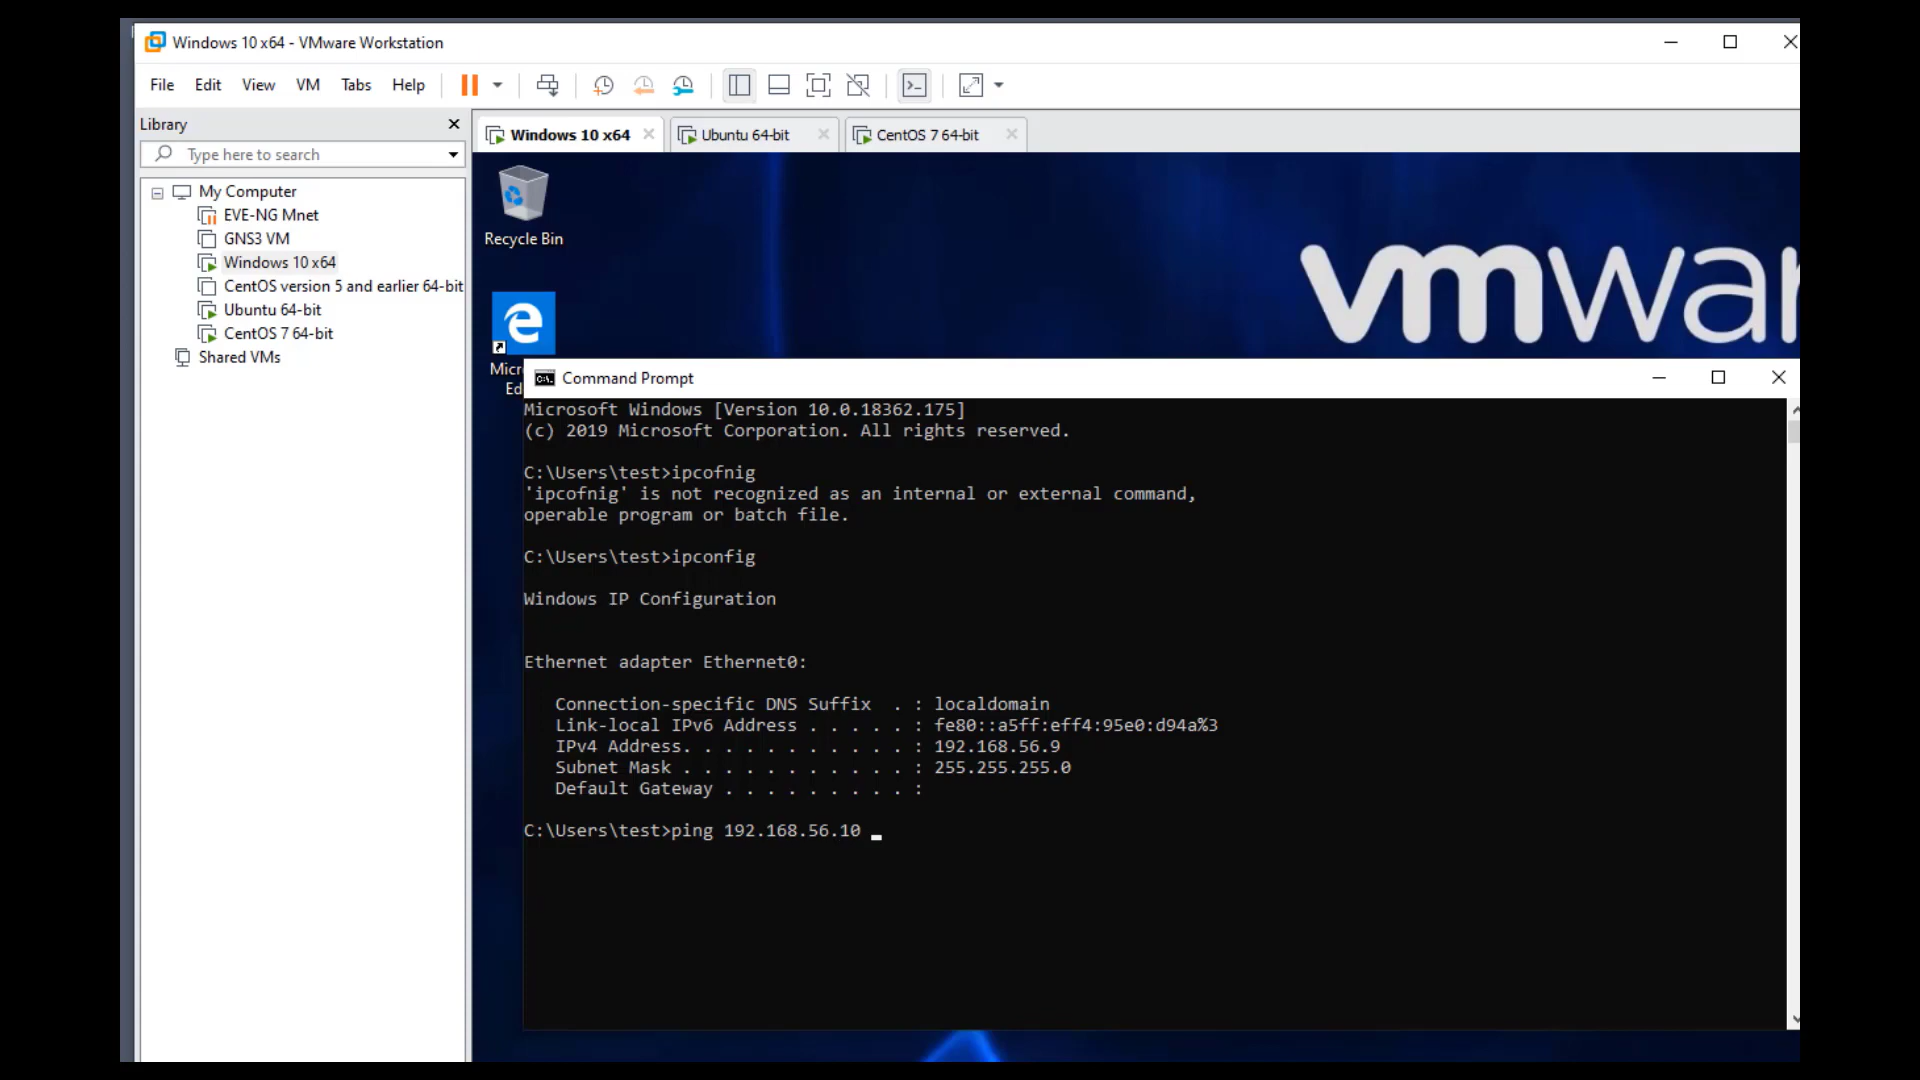 Windows 10 x64 - VMware Workstation
File Edit View VM Tabs Help
Library
Type here to search
My Computer
EVE-NG Mnet
GNS3 VM
Windows 10 x64
CentOS version 5 and earlier 64-bit
Ubuntu 64-bit
CentOS 7 64-bit
Shared VMs
Windows 10 x64 Ubuntu 64-bit CentOS 7 64-bit
Recycle Bin
vmwar
Micr
Ed
C:\.
Command Prompt
Microsoft Windows [Version 10.0.18362.175]
(c) 2019 Microsoft Corporation. All rights reserved.
C:\Users\test>ipcofnig
'ipcofnig' is not recognized as an internal or external command,
operable program or batch file.
C:\Users\test>ipconfig
Windows IP Configuration
Ethernet adapter Ethernet0:
Connection-specific DNS Suffix . : localdomain
Link-local IPv6 Address . . . . . : fe80::a5ff:eff4:95e0:d94a%3
IPv4 Address. . . . . . . . . . . : 192.168.56.9
Subnet Mask . . . . . . . . . . . : 255.255.255.0
Default Gateway . . . . . . . . . :
C:\Users\test>ping 192.168.56.10 _